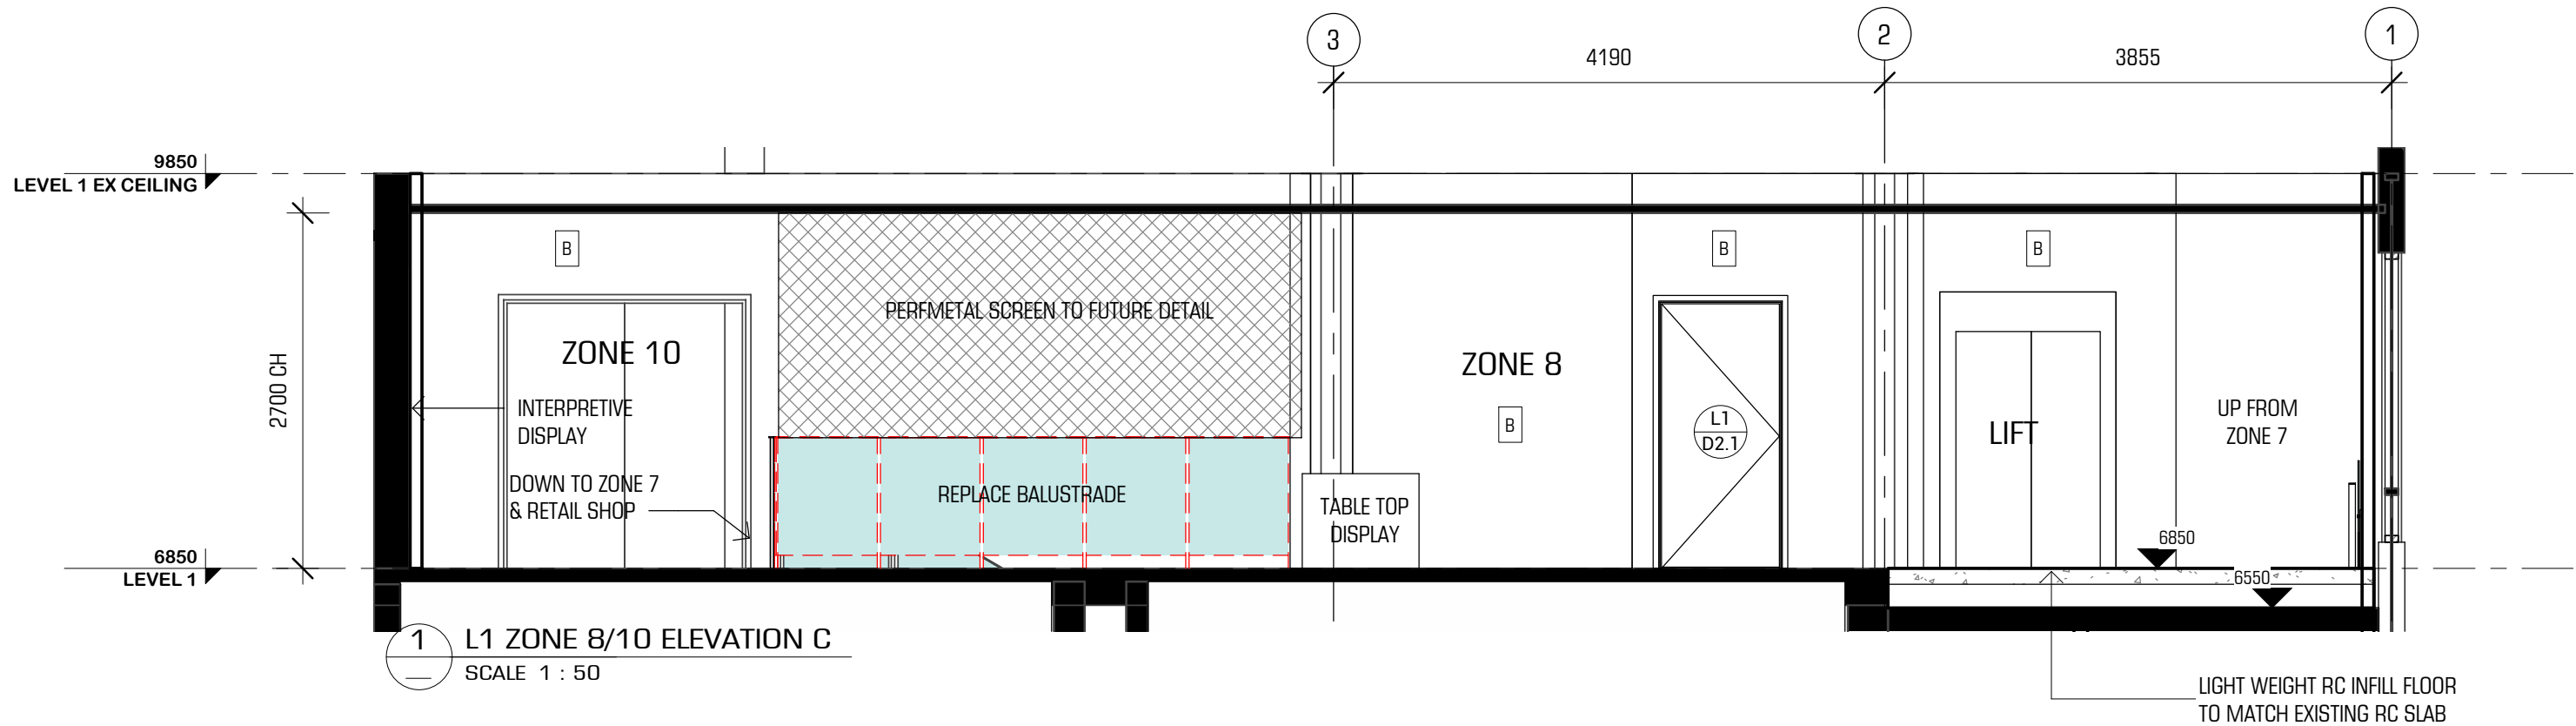 3
2
1
4190
3855
9850
LEVEL 1 EX CEILING
B
B
B
PERFMETAL SCREEN TO FUTURE DETAIL
ZONE 10
ZONE 8
2700 CH
INTERPRETIVE
DISPLAY
B
L1
D2.1
LIFT
UP FROM
ZONE 7
DOWN TO ZONE 7
& RETAIL SHOP
REPLACE BALUSTRADE
TABLE TOP
DISPLAY
6850
LEVEL 1
6850
6550
1
L1 ZONE 8/10 ELEVATION C
SCALE 1 : 50
LIGHT WEIGHT RC INFILL FLOOR
TO MATCH EXISTING RC SLAB